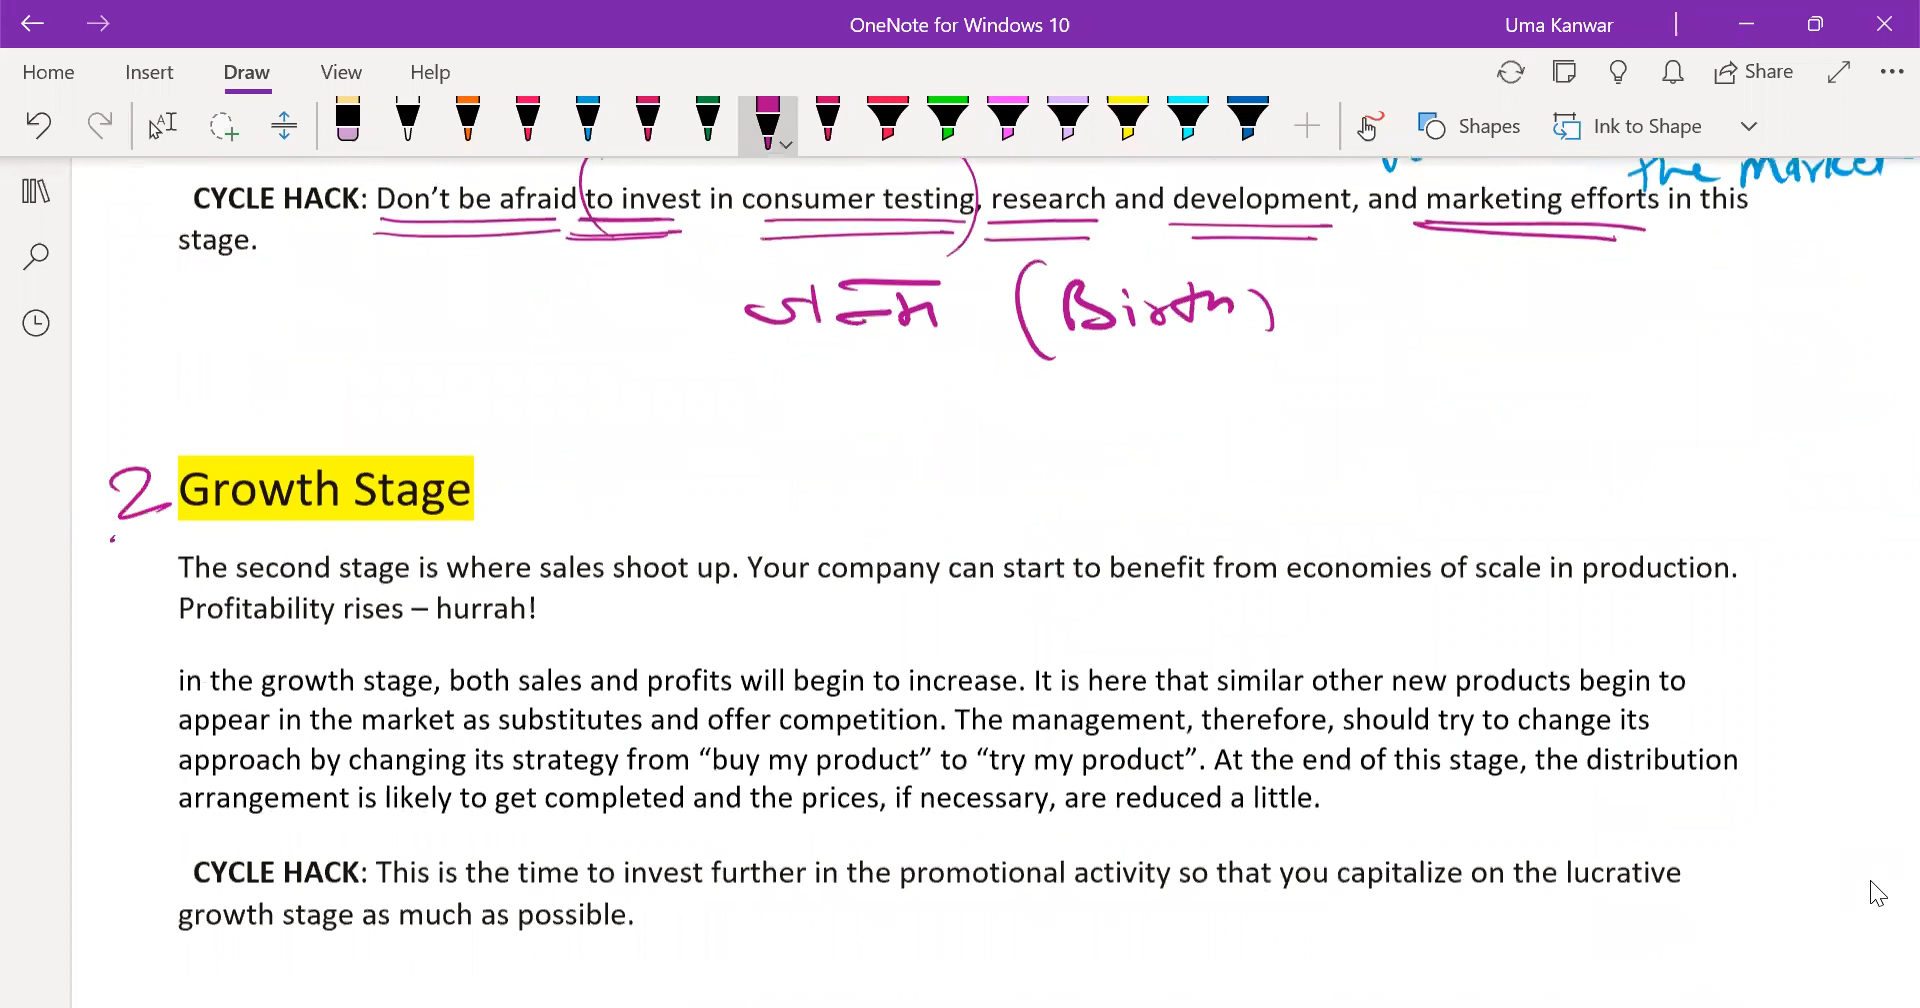 OneNote for Windows 10
Uma Kanwar
Home Insert Draw View Help
Share
Shapes
Ink to Shape
the market
CYCLE HACK: Don’t be afraid to invest in consumer testing, research and development, and marketing efforts in this
stage.
(Birth)
2 Growth Stage
The second stage is where sales shoot up. Your company can start to benefit from economies of scale in production.
Profitability rises – hurrah!
in the growth stage, both sales and profits will begin to increase. It is here that similar other new products begin to
appear in the market as substitutes and offer competition. The management, therefore, should try to change its
approach by changing its strategy from “buy my product” to “try my product”. At the end of this stage, the distribution
arrangement is likely to get completed and the prices, if necessary, are reduced a little.
CYCLE HACK: This is the time to invest further in the promotional activity so that you capitalize on the lucrative
growth stage as much as possible.